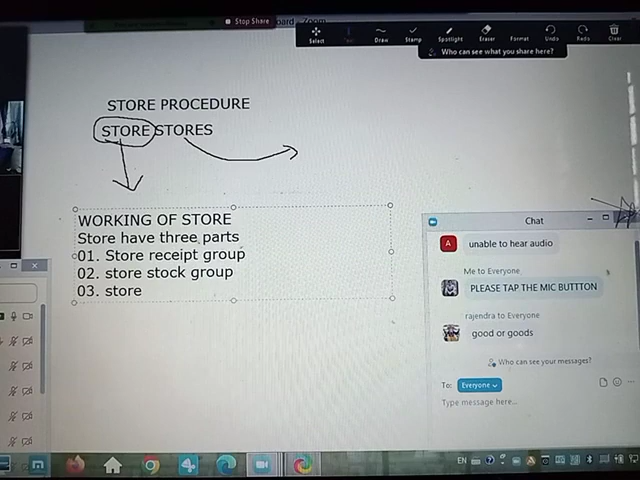 Stop Share
oard - Zoom
Select
Draw
Stamp
Spotlight
Eraser
Format
Undo
Redo
Clear
Who can see what you share here?
STORE PROCEDURE
STORE STORES
WORKING OF STORE
Store have three parts
01. Store receipt group
02. store stock group
03. store
Chat
A
unable to hear audio
Me to Everyone
PLEASE TAP THE MIC BUTTTON
rajendra to Everyone
good or goods
Who can see your messages?
To: Everyone
Type message here...
EN